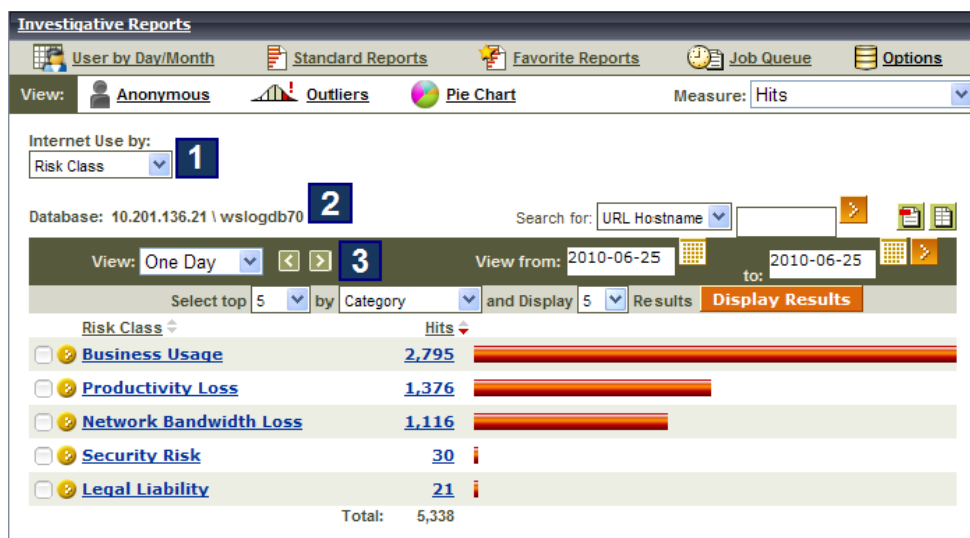 Investigative Reports
User by Day/Month Standard Reports Favorite Reports Job Queue Options
View: Anonymous Outliers Pie Chart Measure: Hits
Internet Use by:
Risk Class 1
Database: 10.201.136.21 \ wslogdb70 2 Search for: URL Hostname
View: One Day 3 View from: 2010-06-25 to: 2010-06-25
Select top 5 by Category and Display 5 Results Display Results
Risk Class Hits
Business Usage 2,795
Productivity Loss 1,376
Network Bandwidth Loss 1,116
Security Risk 30
Legal Liability 21
Total: 5,338